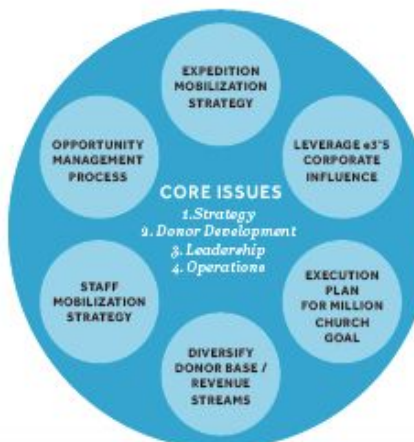 EXPEDITION
MOBILIZATION
STRATEGY
OPPORTUNITY
MANAGEMENT
PROCESS
LEVERAGE e3'S
CORPORATE
INFLUENCE
CORE ISSUES
1.Strategy
2. Donor Development
3. Leadership
4. Operations
STAFF
MOBILIZATION
STRATEGY
EXECUTION
PLAN
FOR MILLION
CHURCH
GOAL
DIVERSIFY
DONOR BASE /
REVENUE
STREAMS